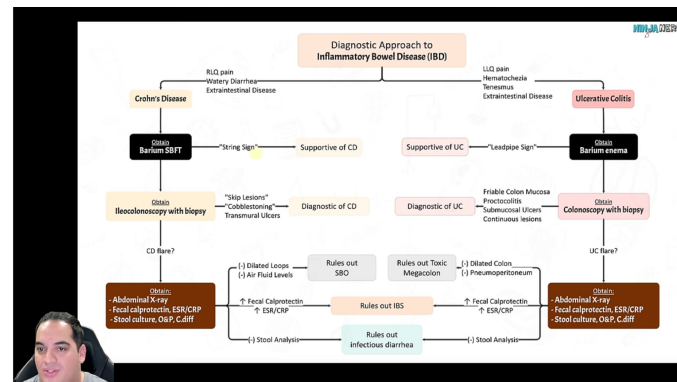 NINJA NER
Diagnostic Approach to
Inflammatory Bowel Disease (IBD)
RLQ pain
Watery Diarrhea
Extraintestinal Disease
LLQ pain
Hematochezia
Tenesmus
Extraintestinal Disease
Crohn's Disease
Ulcerative Colitis
Obtain
Barium SBFT
"String Sign"
Supportive of CD
Supportive of UC
"Leadpipe Sign"
Obtain
Barium enema
Obtain
Ileocolonoscopy with biopsy
"Skip Lesions"
"Cobblestoning"
Transmural Ulcers
Diagnostic of CD
Diagnostic of UC
Friable Colon Mucosa
Proctocolitis
Submucosal Ulcers
Continuous lesions
Obtain
Colonoscopy with biopsy
CD flare?
UC flare?
Obtain:
- Abdominal X-ray
- Fecal calprotectin, ESR/CRP
- Stool culture, O&P, C.diff
(-) Dilated Loops
(-) Air Fluid Levels
Rules out
SBO
Rules out Toxic
Megacolon
(-) Dilated Colon
(-) Pneumoperitoneum
↑ Fecal Calprotectin
↑ ESR/CRP
Rules out IBS
↑ Fecal Calprotectin
↑ ESR/CRP
(-) Stool Analysis
Rules out
infectious diarrhea
(-) Stool Analysis
Obtain:
- Abdominal X-ray
- Fecal calprotectin, ESR/CRP
- Stool culture, O&P, C.diff